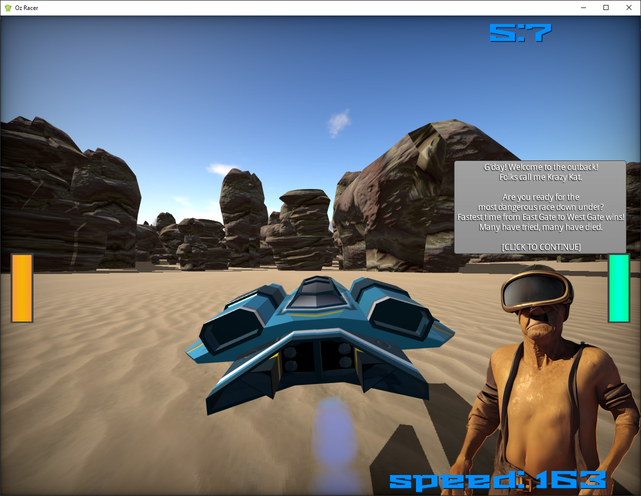 Oz Racer
5:7
G'day! Welcome to the outback!
Folks call me Krazy Kat.
Are you ready for the
most dangerous race down under?
Fastest time from East Gate to West Gate wins!
Many have tried, many have died.
[CLICK TO CONTINUE]
speed:163